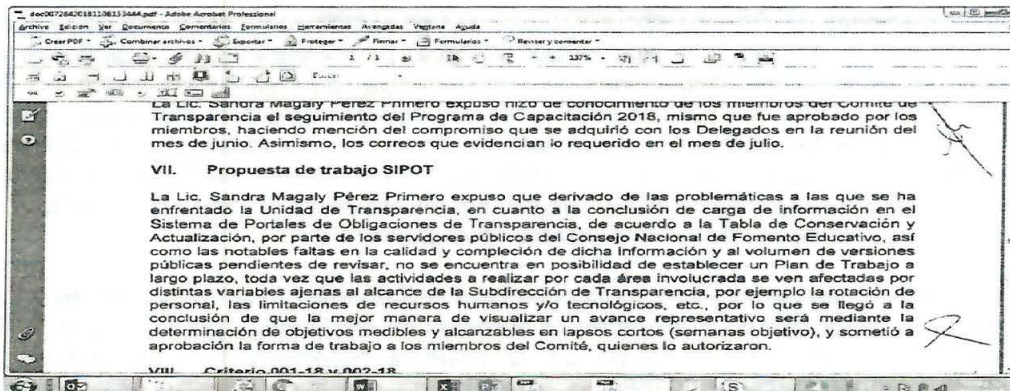 doc00726420181106153444.pdf - Adobe Acrobat Professional
Archivo Edición Ver Documento Comentarios Formularios Herramientas Avanzadas Ventana Ayuda
Crear PDF Combinar archivos Exportar Proteger Firmar Formularios Revisar y comentar
1 / 1 237%
Buscar
La Lic. Sandra Magaly Pérez Primero expuso hizo de conocimiento de los miembros del Comité de
Transparencia el seguimiento del Programa de Capacitación 2018, mismo que fue aprobado por los
miembros, haciendo mención del compromiso que se adquirió con los Delegados en la reunión del
mes de junio. Asimismo, los correos que evidencian lo requerido en el mes de julio.
VII. Propuesta de trabajo SIPOT
La Lic. Sandra Magaly Pérez Primero expuso que derivado de las problemáticas a las que se ha
enfrentado la Unidad de Transparencia, en cuanto a la conclusión de carga de información en el
Sistema de Portales de Obligaciones de Transparencia, de acuerdo a la Tabla de Conservación y
Actualización, por parte de los servidores públicos del Consejo Nacional de Fomento Educativo, así
como las notables faltas en la calidad y compleción de dicha información y al volumen de versiones
públicas pendientes de revisar, no se encuentra en posibilidad de establecer un Plan de Trabajo a
largo plazo, toda vez que las actividades a realizar por cada área involucrada se ven afectadas por
distintas variables ajenas al alcance de la Subdirección de Transparencia, por ejemplo la rotación de
personal, las limitaciones de recursos humanos y/o tecnológicos, etc., por lo que se llegó a la
conclusión de que la mejor manera de visualizar un avance representativo será mediante la
determinación de objetivos medibles y alcanzables en lapsos cortos (semanas objetivo), y sometió a
aprobación la forma de trabajo a los miembros del Comité, quienes lo autorizaron.
VIII. Criterio 001-18 y 002-18